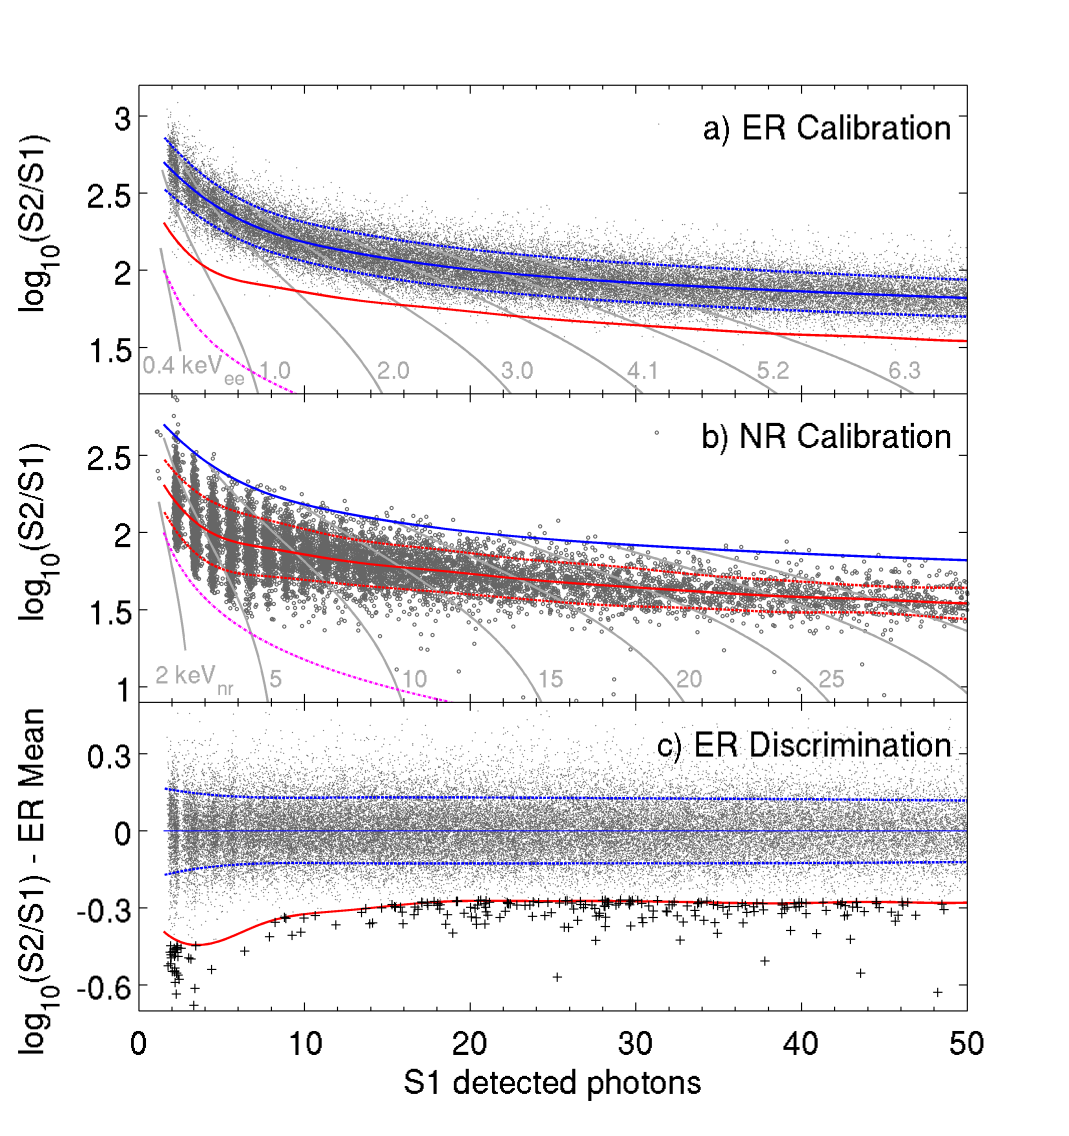 a) ER Calibration
log10(S2/S1)
3
2.5
2
1.5
0.4 keVee 1.0 2.0 3.0 4.1 5.2 6.3
b) NR Calibration
log10(S2/S1)
2.5
2
1.5
1
2 keVnr 5 10 15 20 25
c) ER Discrimination
log10(S2/S1) - ER Mean
0.3
0
-0.3
-0.6
0 10 20 30 40 50
S1 detected photons